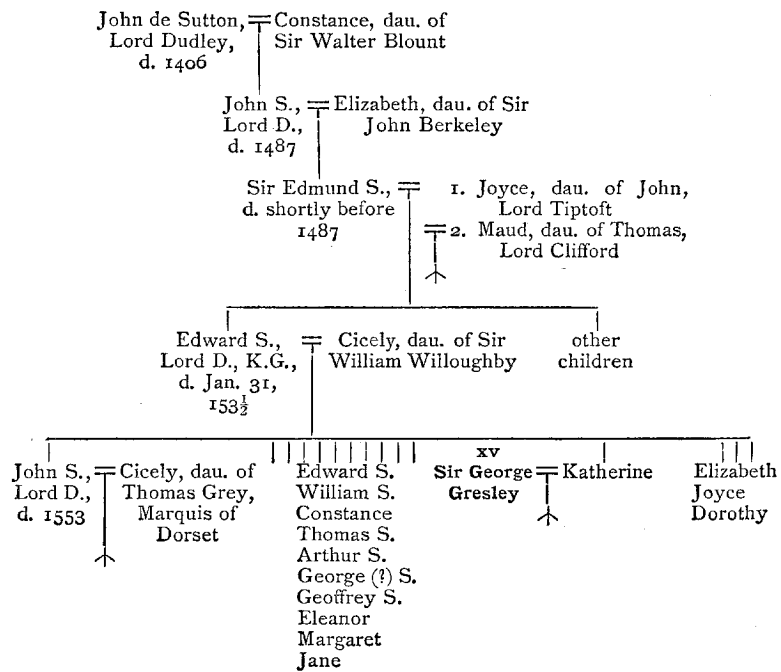 John de Sutton, Constance, dau. of
Lord Dudley, Sir Walter Blount
d. 1406
John S., Elizabeth, dau. of Sir
Lord D., John Berkeley
d. 1487
Sir Edmund S., 1. Joyce, dau. of John,
d. shortly before Lord Tiptoft
1487 2. Maud, dau. of Thomas,
Lord Clifford
Edward S., Cicely, dau. of Sir other
Lord D., K.G., William Willoughby children
d. Jan. 31,
153½
John S., Cicely, dau. of
Lord D., Thomas Grey,
d. 1553 Marquis of
Dorset
Edward S.
William S.
Constance
Thomas S.
Arthur S.
George (?) S.
Geoffrey S.
Eleanor
Margaret
Jane
xv
Sir George Katherine
Gresley
Elizabeth
Joyce
Dorothy